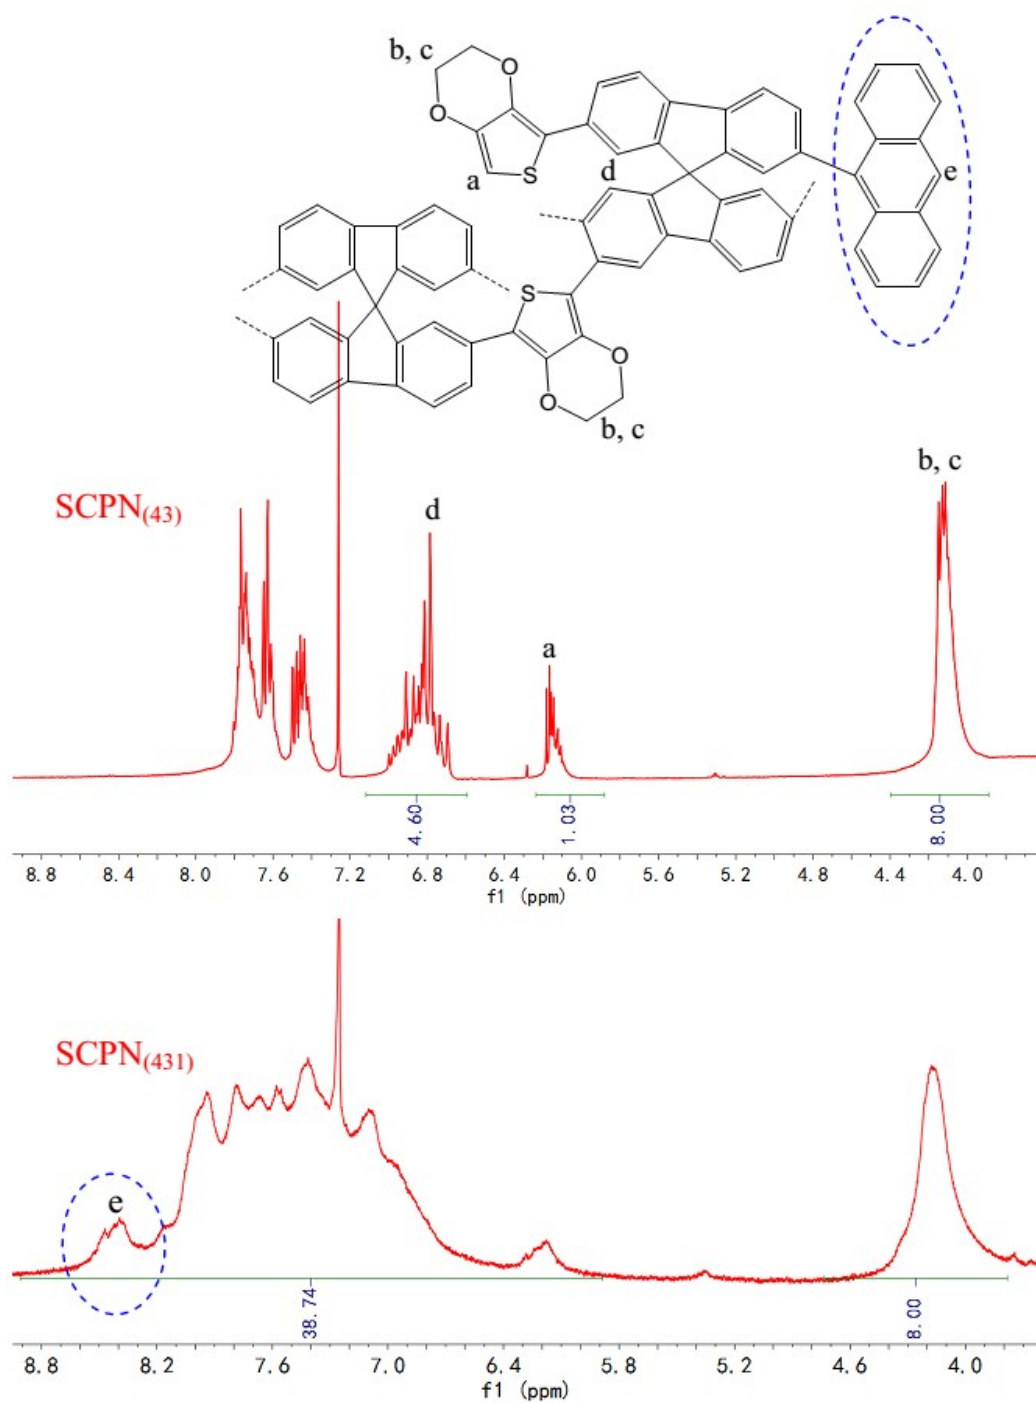 b, c
O
O
S
a
d
e
S
O
O
b, c
SCPN(43)
b, c
d
a
4.60
1.03
8.00
8.8 8.4 8.0 7.6 7.2 6.8 6.4 6.0 5.6 5.2 4.8 4.4 4.0
f1 (ppm)
SCPN(431)
e
38.74
8.00
8.8 8.2 7.6 7.0 6.4 5.8 5.2 4.6 4.0
f1 (ppm)